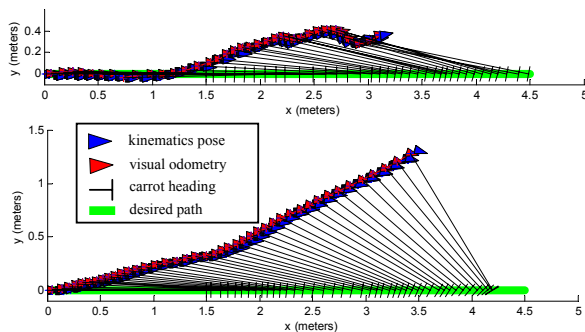 y (meters)
0.4
0.2
0
0 0.5 1 1.5 2 2.5 3 3.5 4 4.5 5
x (meters)
1.5
kinematics pose
visual odometry
carrot heading
desired path
y (meters)
1
0.5
0
0 0.5 1 1.5 2 2.5 3 3.5 4 4.5 5
x (meters)